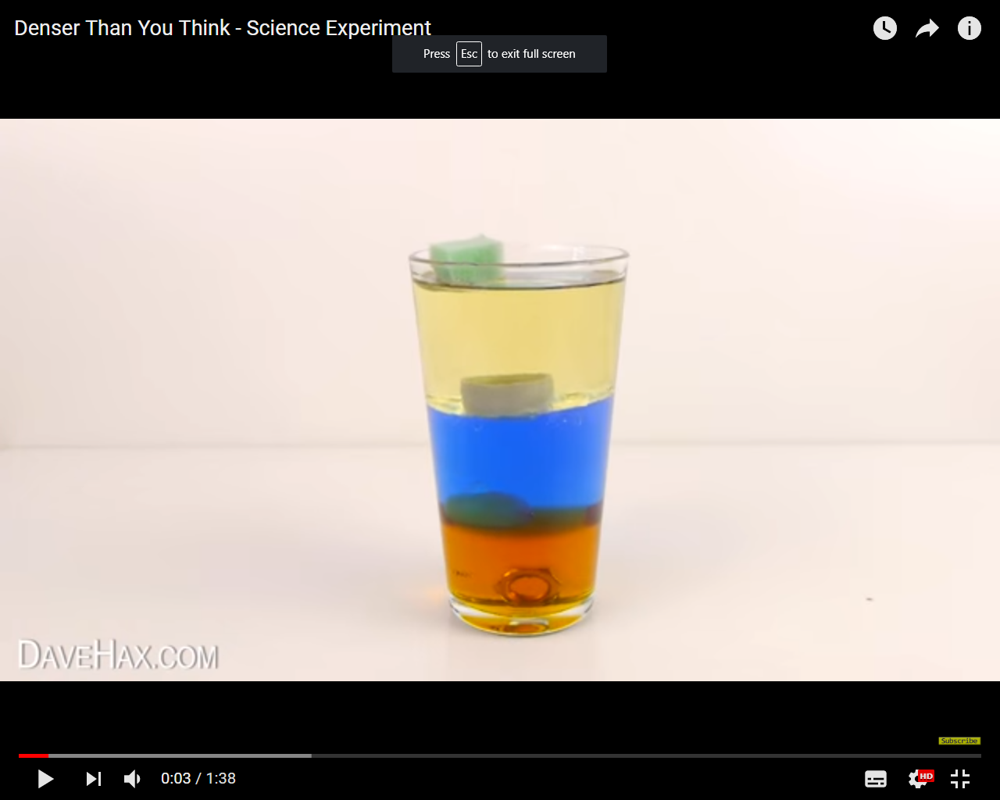 Denser Than You Think - Science Experiment
Press Esc to exit full screen
DAVEHAX.COM
Subscribe
0:03 / 1:38
HD